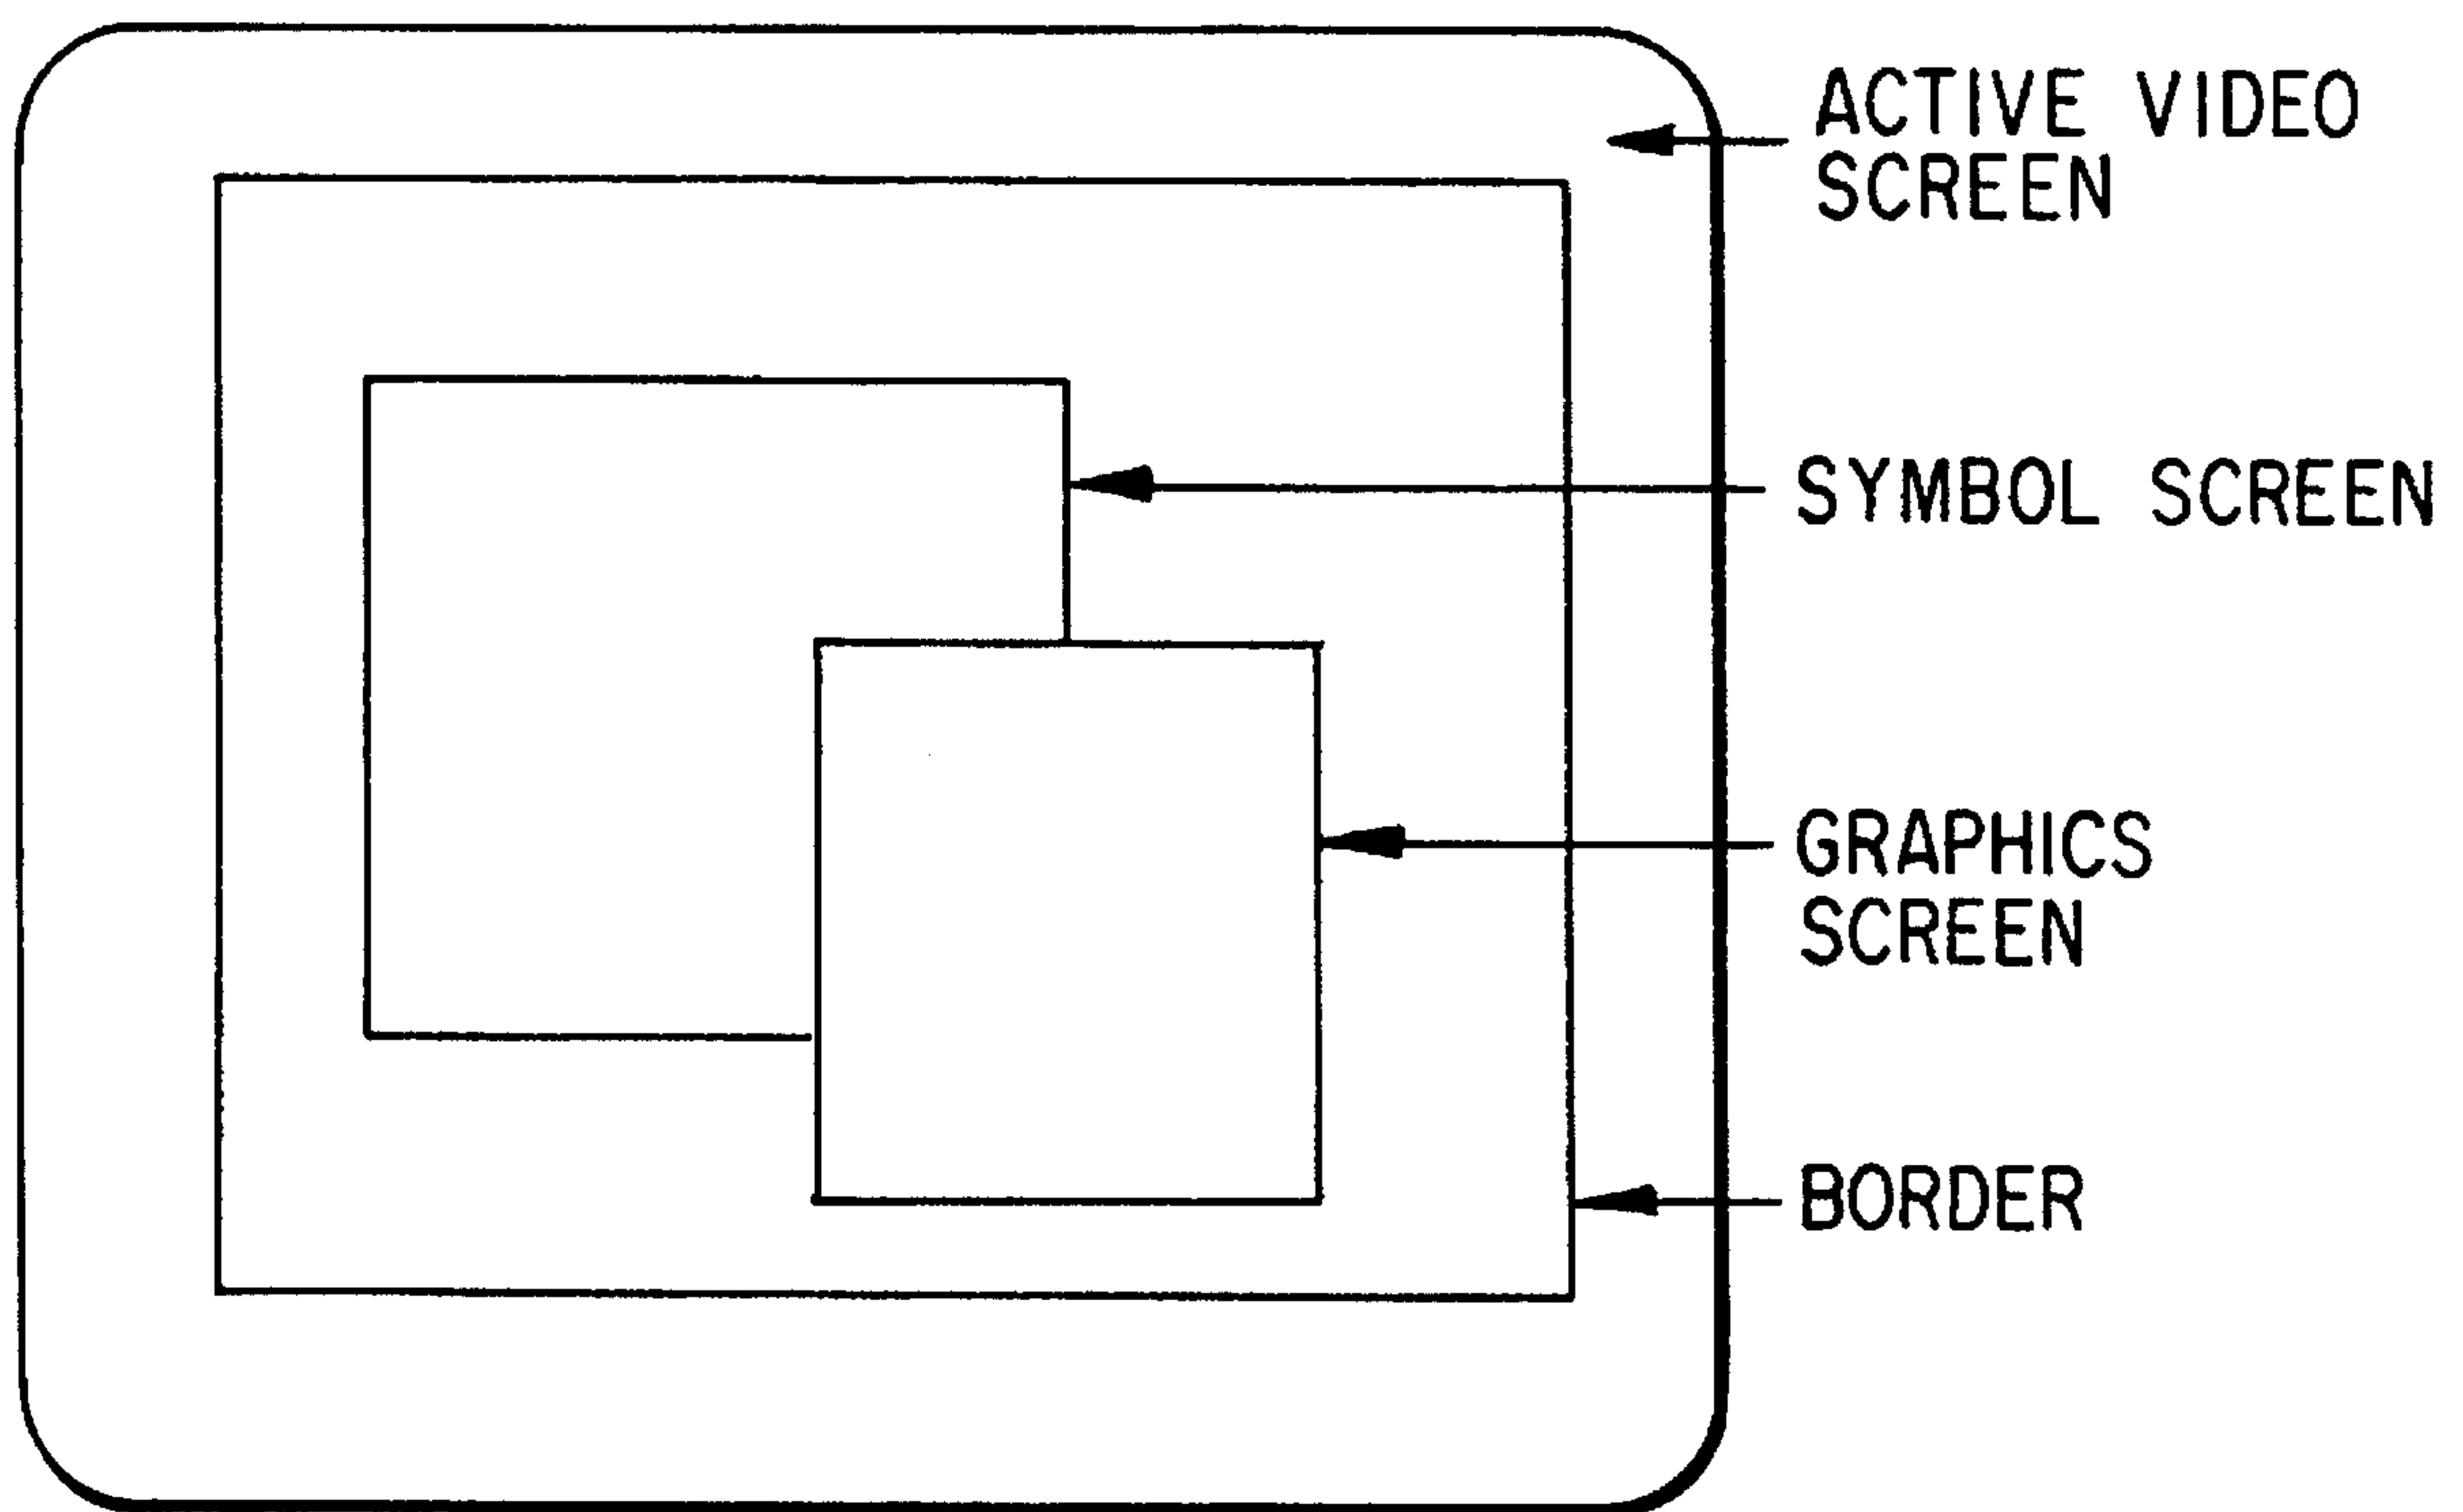 ACTIVE VIDEO
SCREEN
SYMBOL SCREEN
GRAPHICS
SCREEN
BORDER